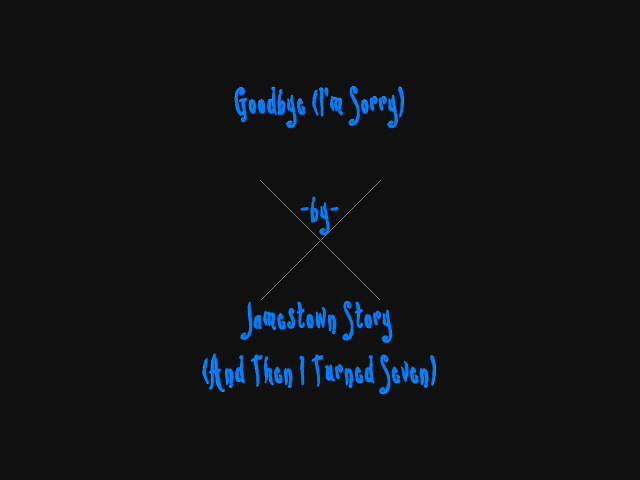 Goodbye (I'm Sorry)
-by-
Jamestown Story
(And Then I Turned Seven)